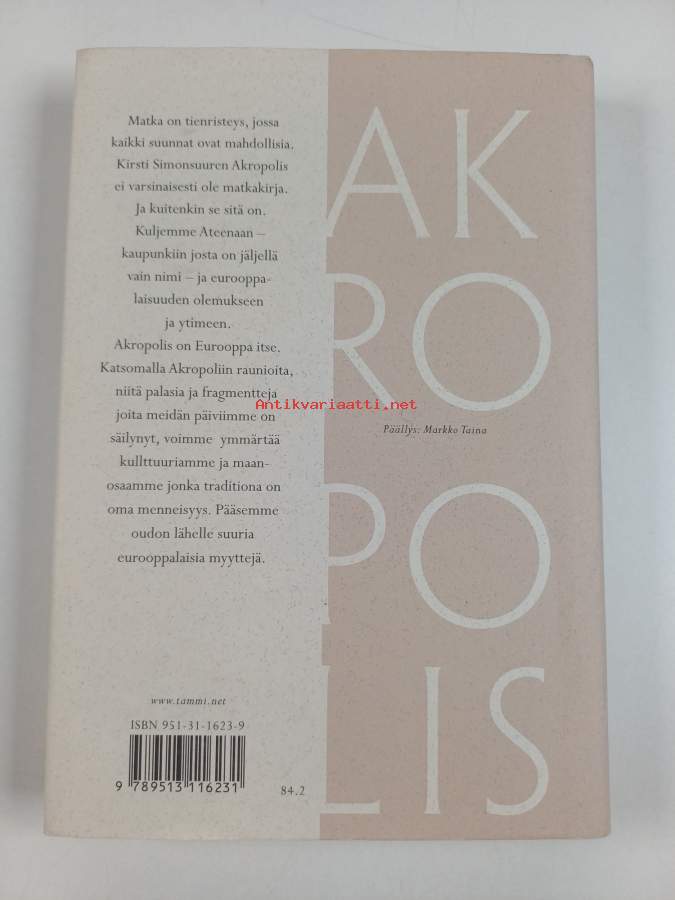 Matka on tienristeys, jossa
kaikki suunnat ovat mahdollisia.
Kirsti Simonsuuren Akropolis
ei varsinaisesti ole matkakirja.
Ja kuitenkin se sitä on.
Kuljemme Ateenaan –
kaupunkiin josta on jäljellä
vain nimi – ja eurooppa-
laisuuden olemukseen
ja ytimeen.
Akropolis on Eurooppa itse.
Katsomalla Akropoliin raunioita,
niitä palasia ja fragmentteja
joita meidän päiviimme on
säilynyt, voimme ymmärtää
kullttuuriamme ja maan-
osaamme jonka traditiona on
oma menneisyys. Pääsemme
oudon lähelle suuria
eurooppalaisia myyttejä.
www.tammi.net
ISBN 951-31-1623-9
9 789513 116231
84.2
AK
RO
PO
LIS
Päällys: Markko Taina
Antikvariaatti.net